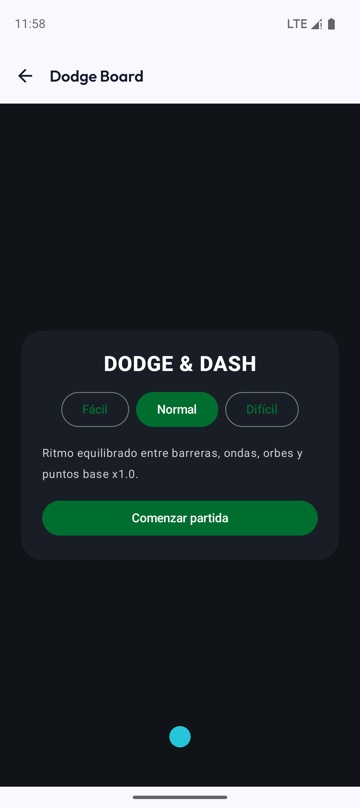 11:58
LTE
Dodge Board
DODGE & DASH
Fácil
Normal
Difícil
Ritmo equilibrado entre barreras, ondas, orbes y
puntos base x1.0.
Comenzar partida